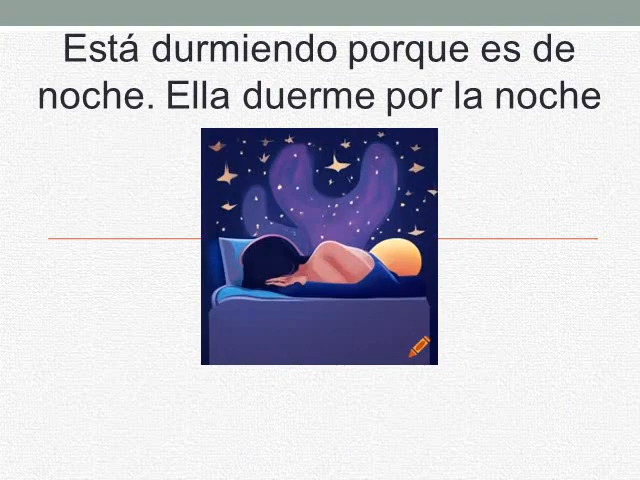 Está durmiendo porque es de
noche. Ella duerme por la noche